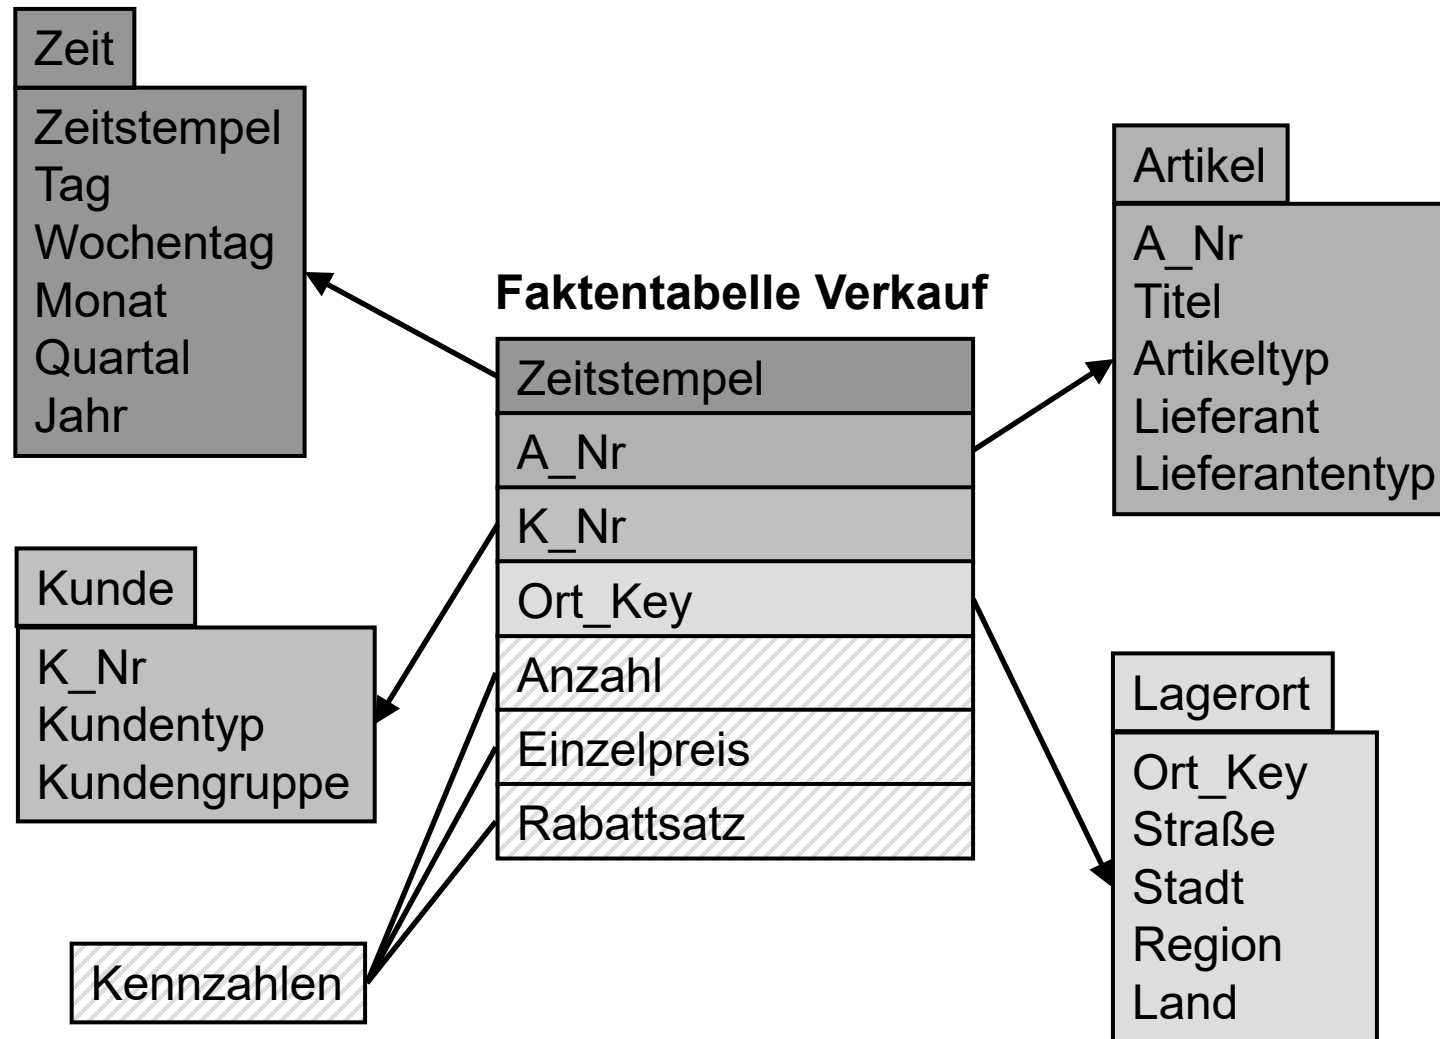 Zeit
Zeitstempel
Tag
Wochentag
Monat
Quartal
Jahr
Kunde
K_Nr
Kundentyp
Kundengruppe
Kennzahlen
Faktentabelle Verkauf
Zeitstempel
A_Nr
K_Nr
Ort_Key
Anzahl
Einzelpreis
Rabattsatz
Artikel
A_Nr
Titel
Artikeltyp
Lieferant
Lieferantentyp
Lagerort
Ort_Key
Straße
Stadt
Region
Land